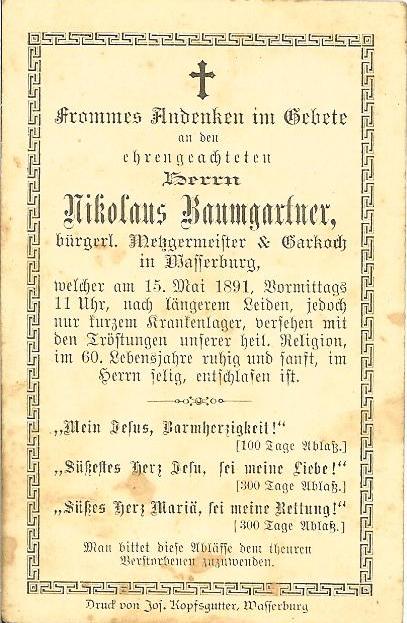 Frommes Andenken im Gebete
an den
ehrengeachteten
Herrn
Nikolaus Baumgartner,
bürgerl. Metzgermeister & Garkoch
in Wasserburg,
welcher am 15. Mai 1891, Vormittags
11 Uhr, nach längerem Leiden, jedoch
nur kurzem Krankenlager, versehen mit
den Tröstungen unserer heil. Religion,
im 60. Lebensjahre ruhig und sanft, im
Herrn selig, entschlafen ist.
„Mein Jesus, Barmherzigkeit!“
[100 Tage Ablaß.]
„Süßestes Herz Jesu, sei meine Liebe!“
[300 Tage Ablaß.]
„Süßes Herz Mariä, sei meine Rettung!“
[300 Tage Ablaß.]
Man bittet diese Ablässe dem theuren
Verstorbenen zuzuwenden.
Druck von Jos. Kopfsgutter, Wasserburg